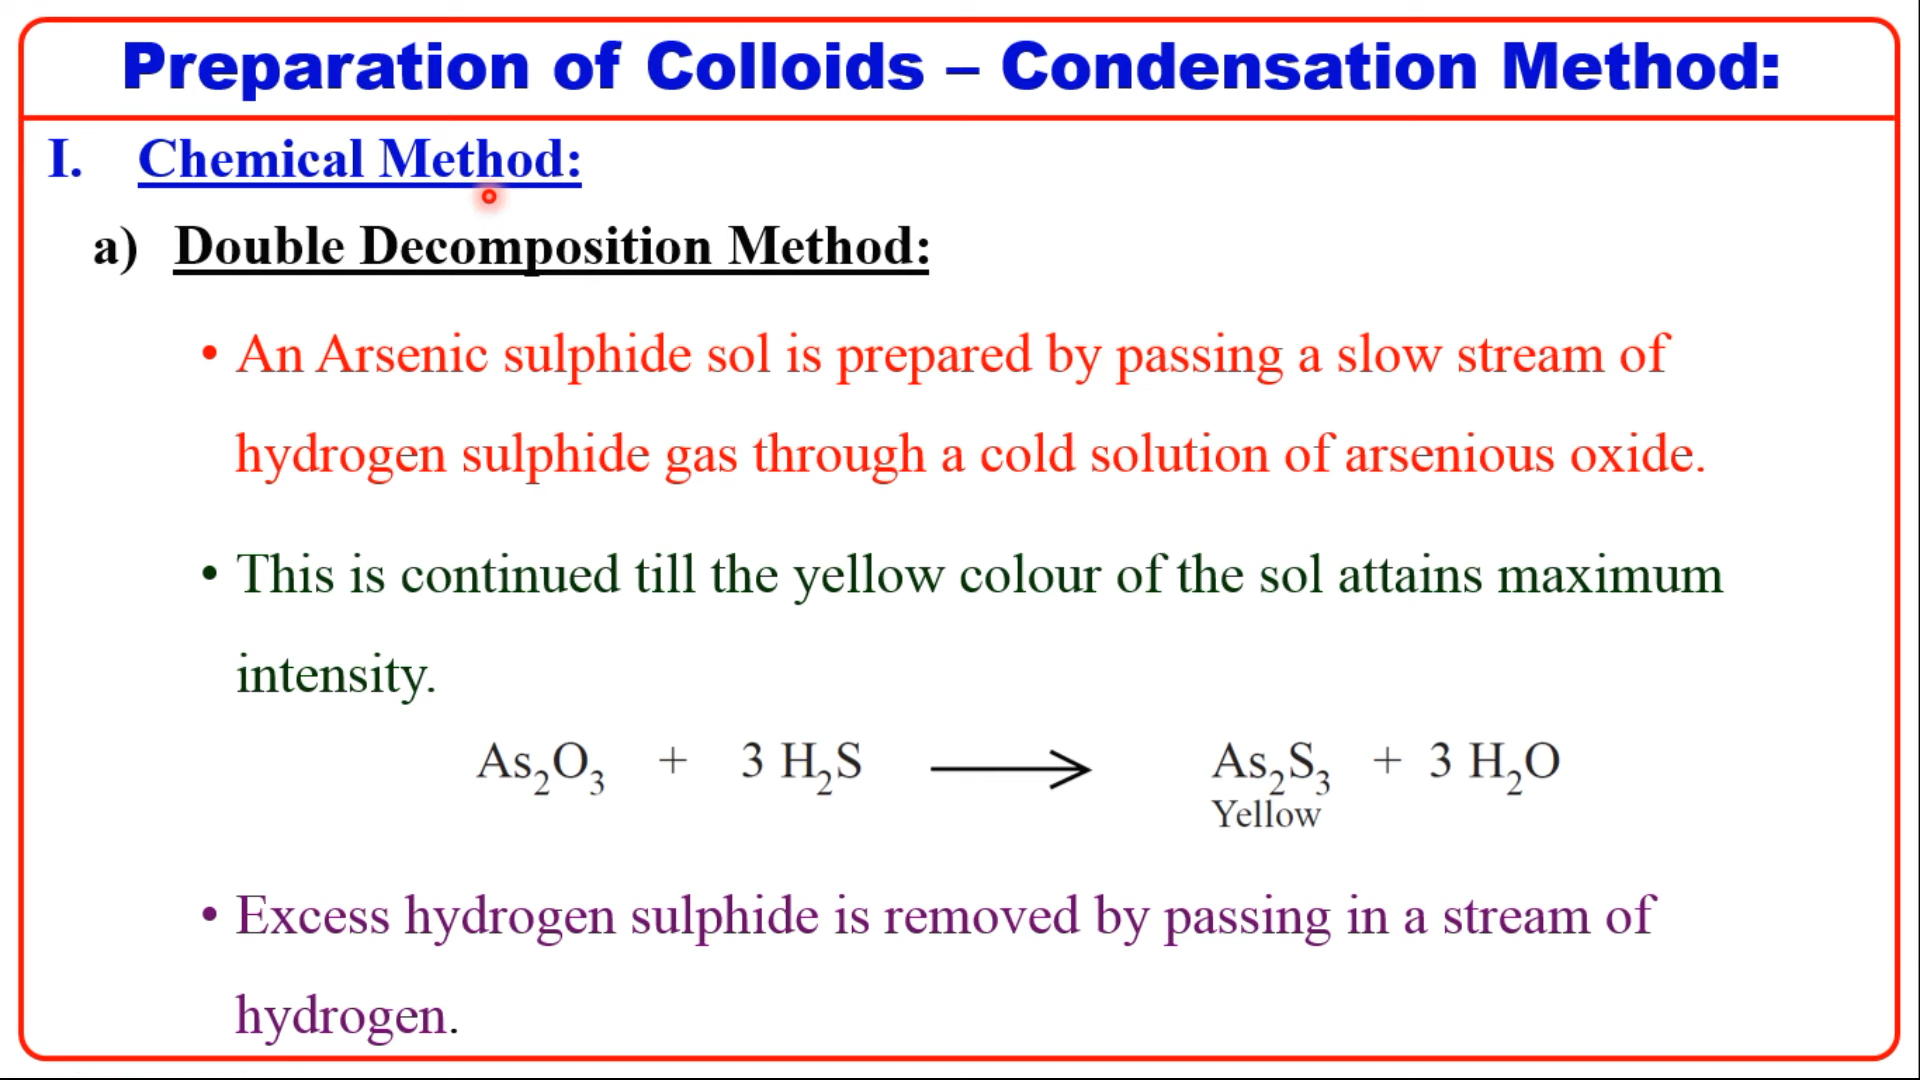 Preparation of Colloids – Condensation Method:
I. Chemical Method:
a) Double Decomposition Method:
• An Arsenic sulphide sol is prepared by passing a slow stream of
hydrogen sulphide gas through a cold solution of arsenious oxide.
• This is continued till the yellow colour of the sol attains maximum
intensity.
As₂O₃ + 3 H₂S ⟶ As₂S₃ + 3 H₂O
Yellow
• Excess hydrogen sulphide is removed by passing in a stream of
hydrogen.